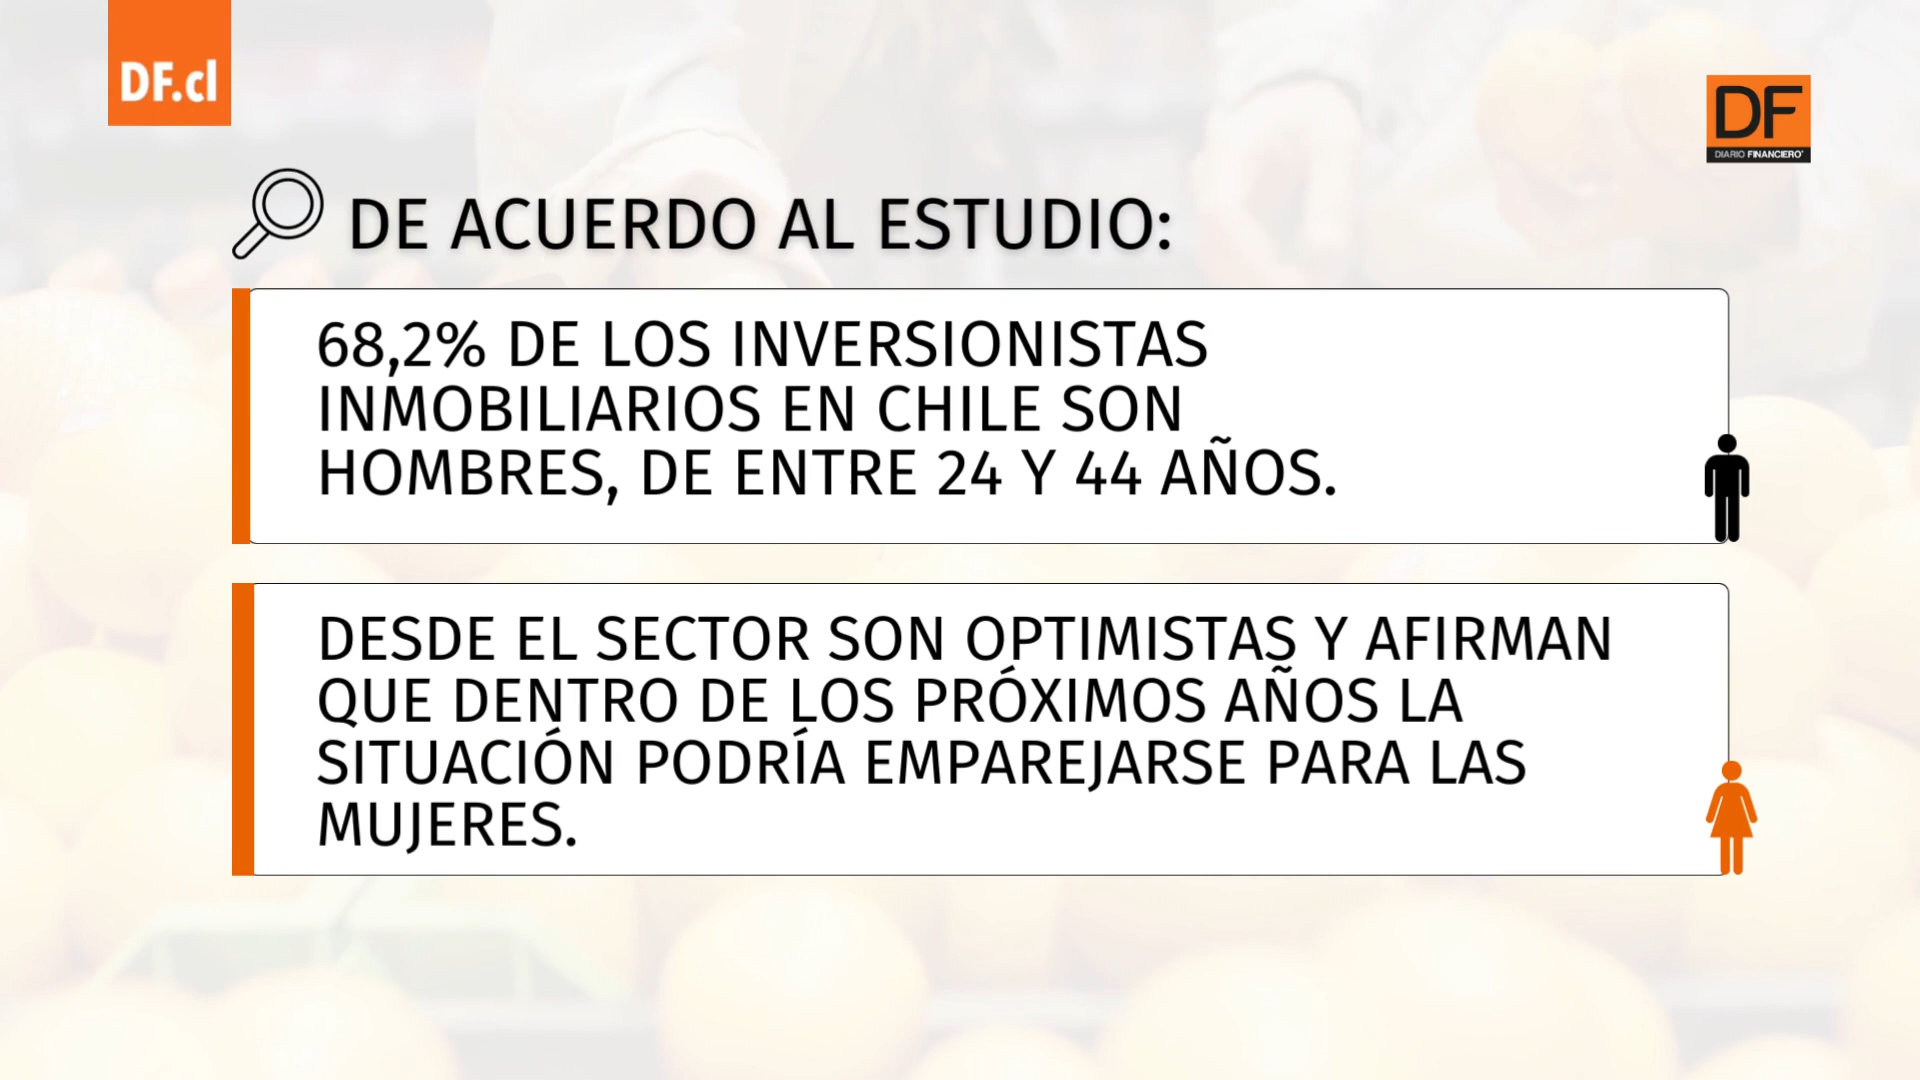 DF.cl
DF
DIARIO FINANCIERO
DE ACUERDO AL ESTUDIO:
68,2% DE LOS INVERSIONISTAS
INMOBILIARIOS EN CHILE SON
HOMBRES, DE ENTRE 24 Y 44 AÑOS.
DESDE EL SECTOR SON OPTIMISTAS Y AFIRMAN
QUE DENTRO DE LOS PRÓXIMOS AÑOS LA
SITUACIÓN PODRÍA EMPAREJARSE PARA LAS
MUJERES.